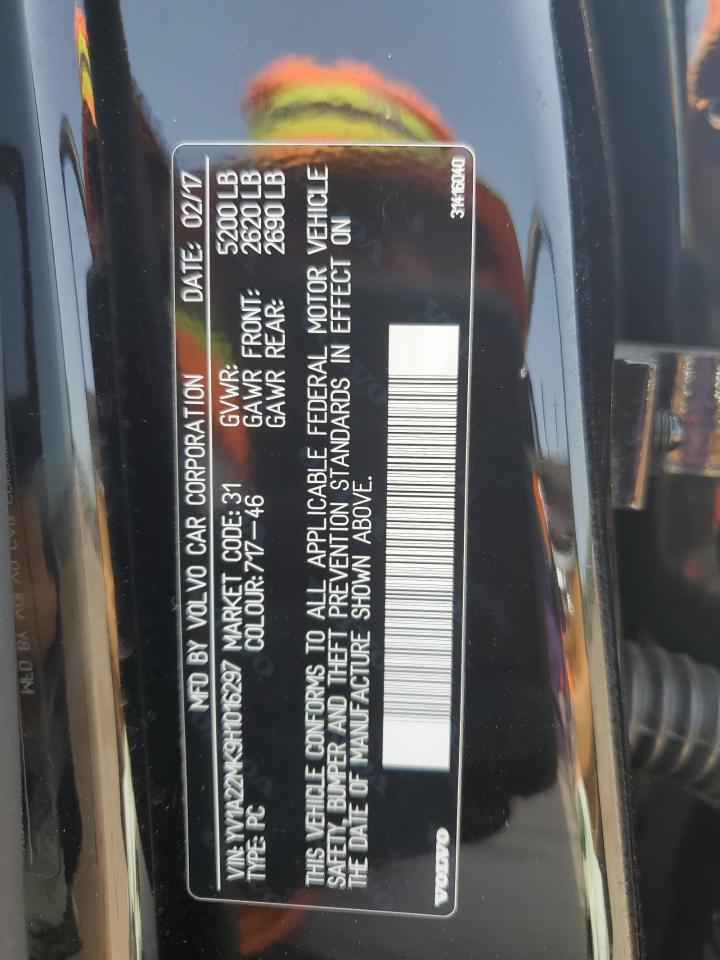 MFD BY VOLVO CAR CORPORATION DATE: 02/17
VIN: YV1A22MK9H1016297 MARKET CODE: 31 GVWR: 5200 LB
TYPE: PC COLOUR: 717-46 GAWR FRONT: 2620 LB
GAWR REAR: 2690 LB
THIS VEHICLE CONFORMS TO ALL APPLICABLE FEDERAL MOTOR VEHICLE
SAFETY, BUMPER AND THEFT PREVENTION STANDARDS IN EFFECT ON
THE DATE OF MANUFACTURE SHOWN ABOVE.
VOLVO 31416040